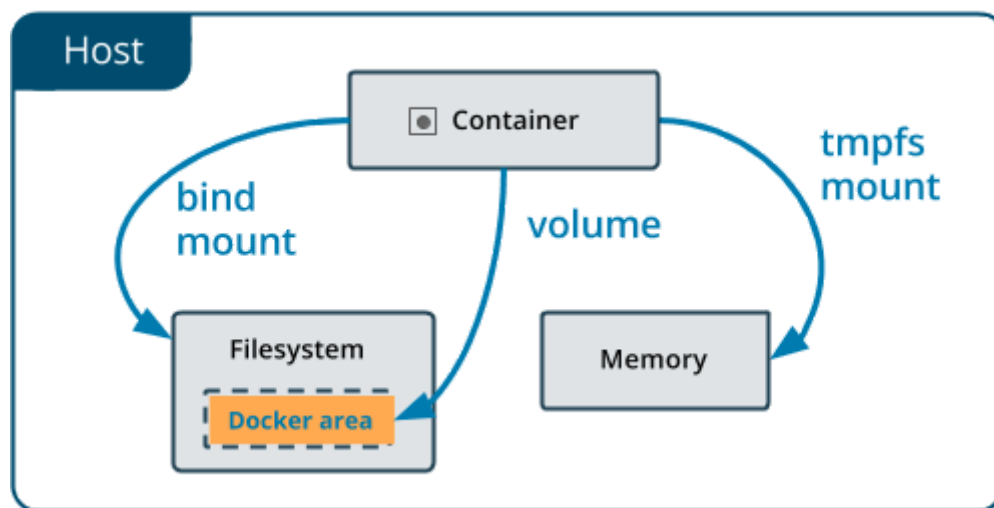 Host
Container
tmpfs
mount
bind
mount
volume
Filesystem
Memory
Docker area